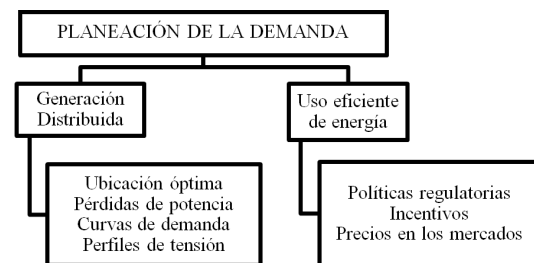 PLANEACIÓN DE LA DEMANDA
Generación
Distribuida
Ubicación óptima
Pérdidas de potencia
Curvas de demanda
Perfiles de tensión
Uso eficiente
de energía
Políticas regulatorias
Incentivos
Precios en los mercados